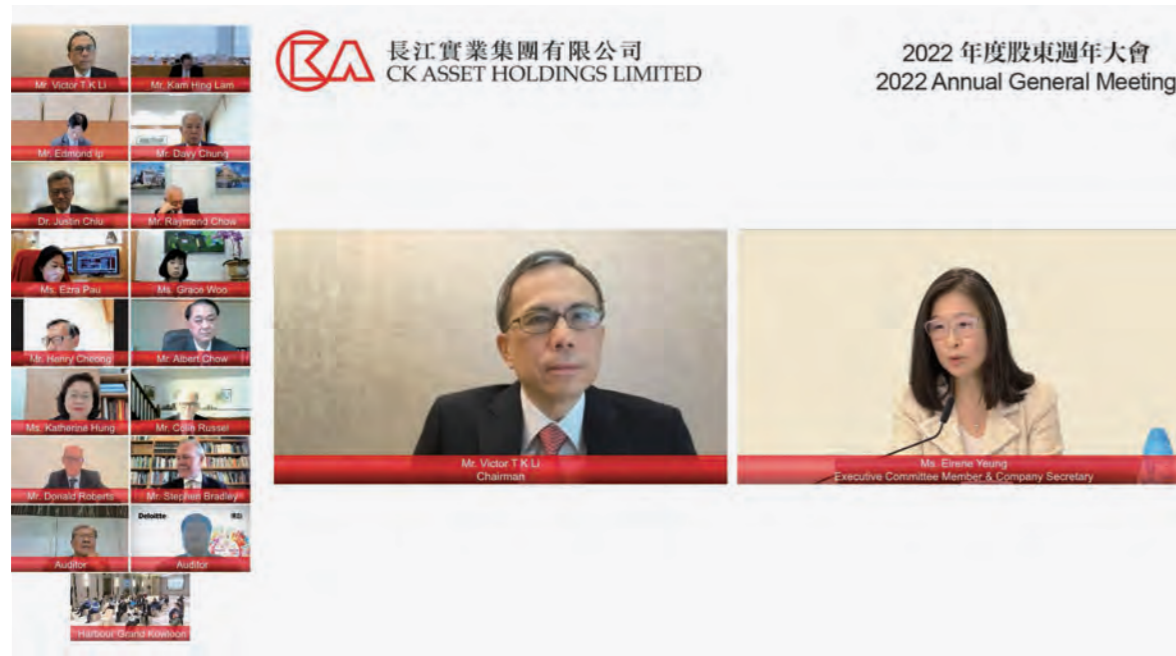 CKA
長江實業集團有限公司
CK ASSET HOLDINGS LIMITED
2022 年度股東週年大會
2022 Annual General Meeting
Mr. Victor T K Li
Mr. Kam Hing Lam
Mr. Edmond Ip
Mr. Davy Chung
Dr. Justin Chiu
Mr. Raymond Chow
Ms. Ezra Pau
Ms. Grace Woo
Mr. Henry Cheong
Mr. Albert Chow
Ms. Katherine Hung
Mr. Colin Russel
Mr. Donald Roberts
Mr. Stephen Bradley
Deloitte
Auditor
Auditor
Harbour Grand Kowloon
Mr. Victor T K Li
Chairman
Ms. Eirene Yeung
Executive Committee Member & Company Secretary